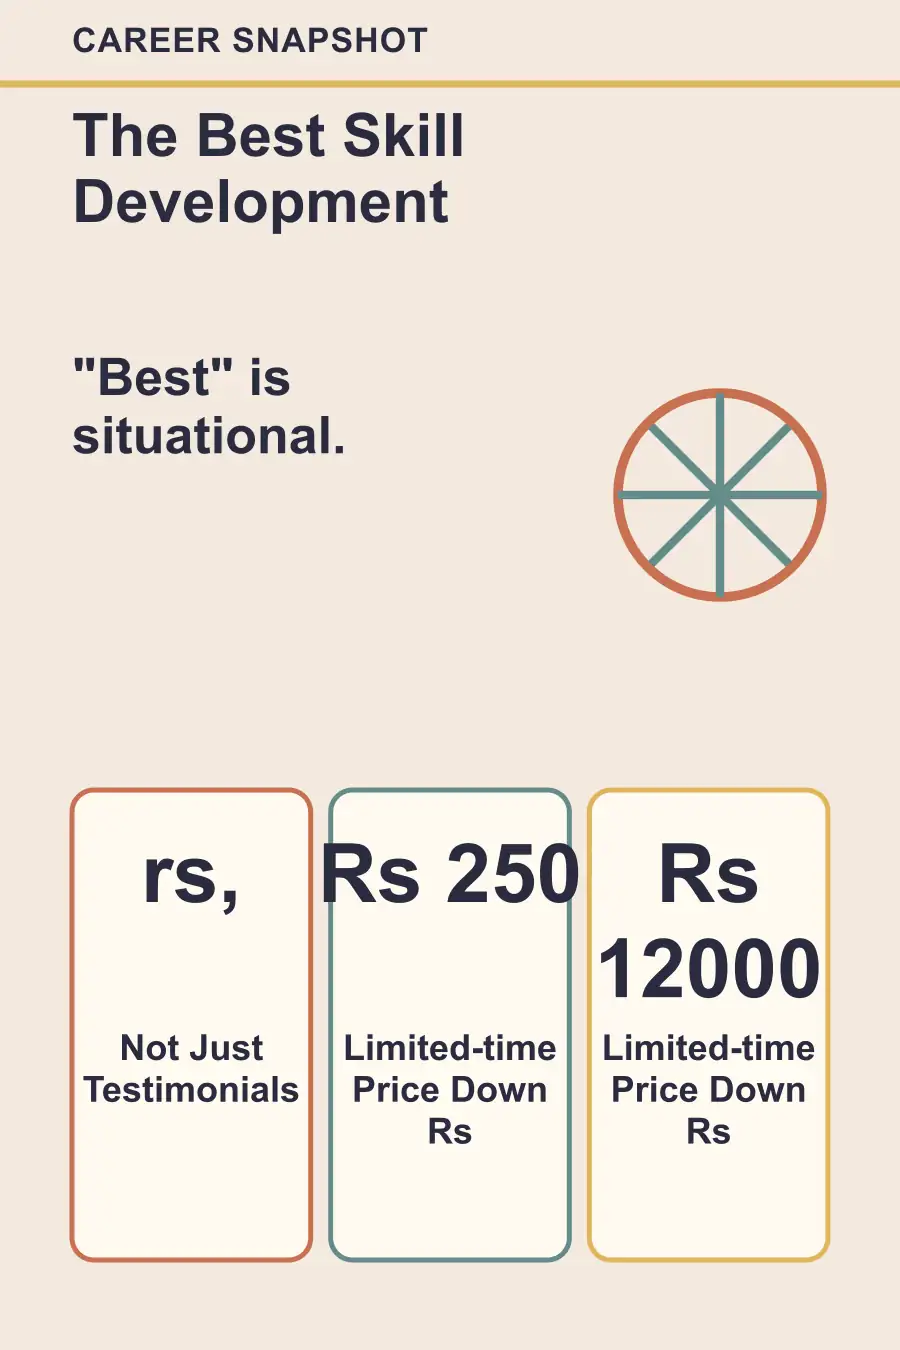 CAREER SNAPSHOT
The Best Skill
Development
"Best" is
situational.
rs,
Not Just
Testimonials
Rs 250
Limited-time
Price Down
Rs
Rs
12000
Limited-time
Price Down
Rs